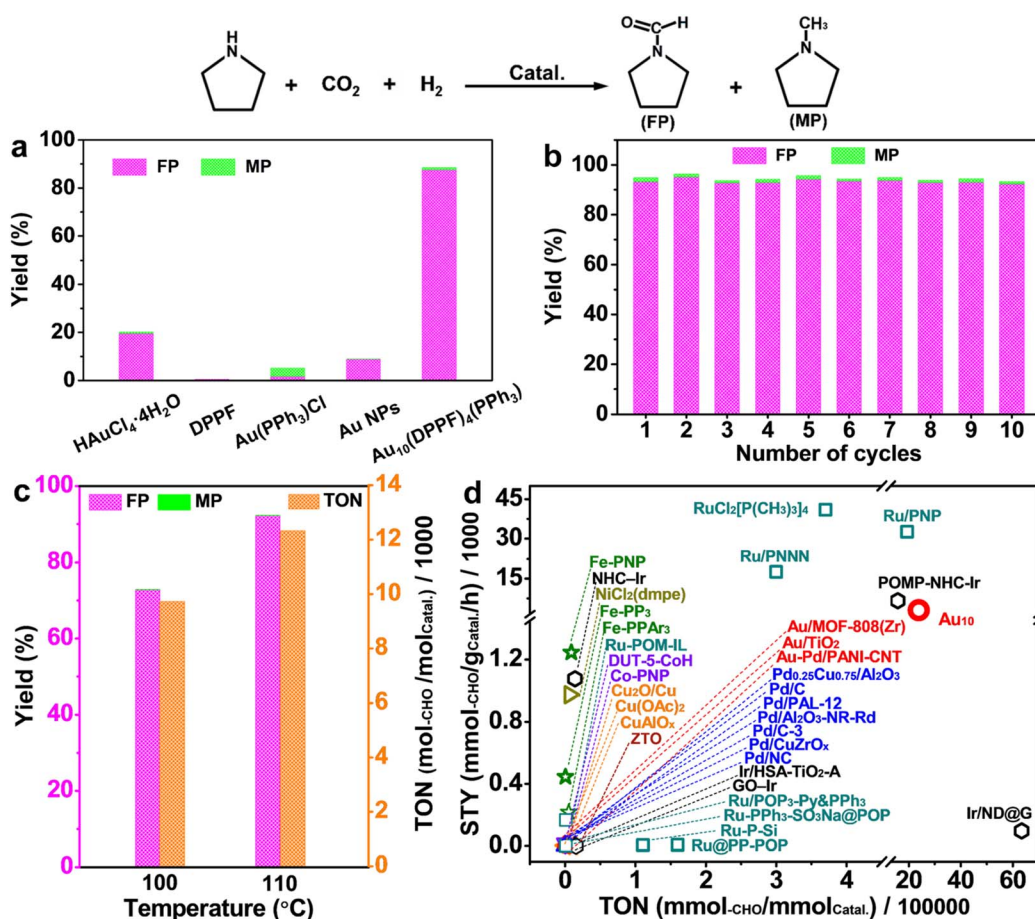 H
N
+ CO₂ + H₂
Catal.
O
H
C
N
(FP)
+
CH₃
N
(MP)
a
FP
MP
Yield (%)
100
80
60
40
20
0
HAuCl₄·4H₂O
DPPF
Au(PPh₃)Cl
Au NPs
Au₁₀(DPPF)₄(PPh₃)
b
FP
MP
Yield (%)
100
80
60
40
20
0
1 2 3 4 5 6 7 8 9 10
Number of cycles
c
FP
MP
TON
Yield (%)
100
80
60
40
20
0
14
12
10
8
6
4
2
0
TON (mol-CHO /molCatal.) / 1000
100 110
Temperature (°C)
d
STY (mmol-CHO/gCatal./h) / 1000
45
30
15
1.2
0.8
0.4
0.0
RuCl₂[P(CH₃)₃]₄
Ru/PNP
Ru/PNNN
Fe-PNP
NHC–Ir
NiCl₂(dmpe)
Fe-PP₃
Fe-PPAr₃
Ru-POM-IL
DUT-5-CoH
Co-PNP
Cu₂O/Cu
Cu(OAc)₂
CuAlOₓ
ZTO
POMP-NHC-Ir
Au₁₀
Au/MOF-808(Zr)
Au/TiO₂
Au-Pd/PANI-CNT
Pd₀.₂₅Cu₀.₇₅/Al₂O₃
Pd/C
Pd/PAL-12
Pd/Al₂O₃-NR-Rd
Pd/C-3
Pd/CuZrOₓ
Pd/NC
Ir/HSA-TiO₂-A
GO–Ir
Ru/POP₃-Py&PPh₃
Ru-PPh₃-SO₃Na@POP
Ru-P-Si
Ru@PP-POP
Ir/ND@G
0 1 2 3 4 20 40 60
TON (mmol-CHO/mmolCatal.) / 100000